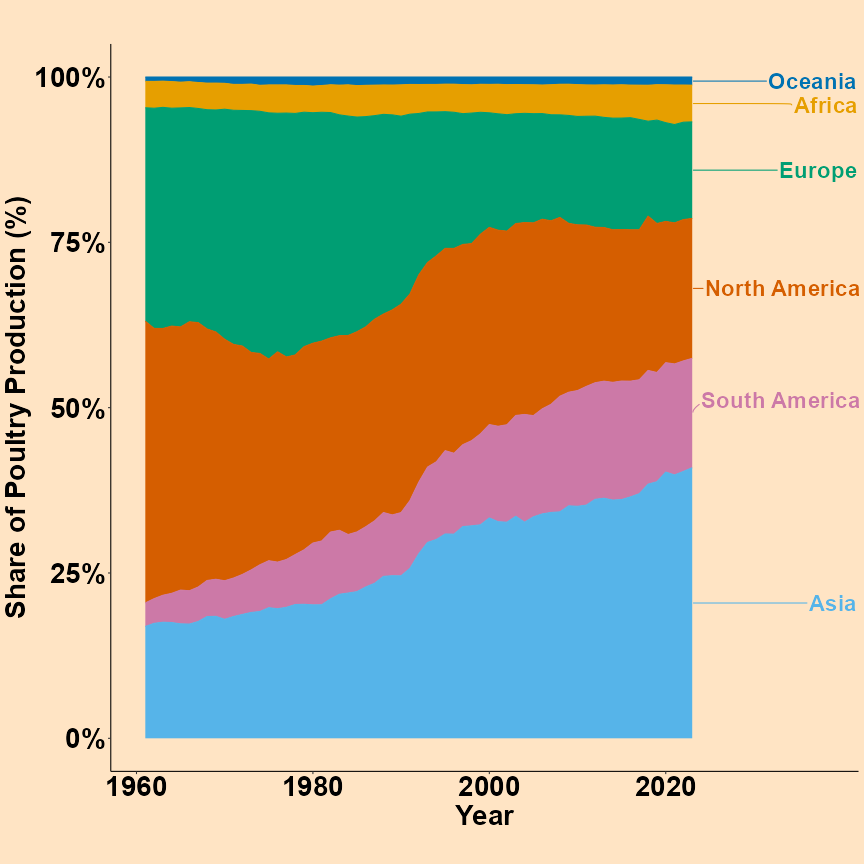 100%
75%
50%
25%
0%
Share of Poultry Production (%)
1960
1980
2000
2020
Year
Oceania
Africa
Europe
North America
South America
Asia